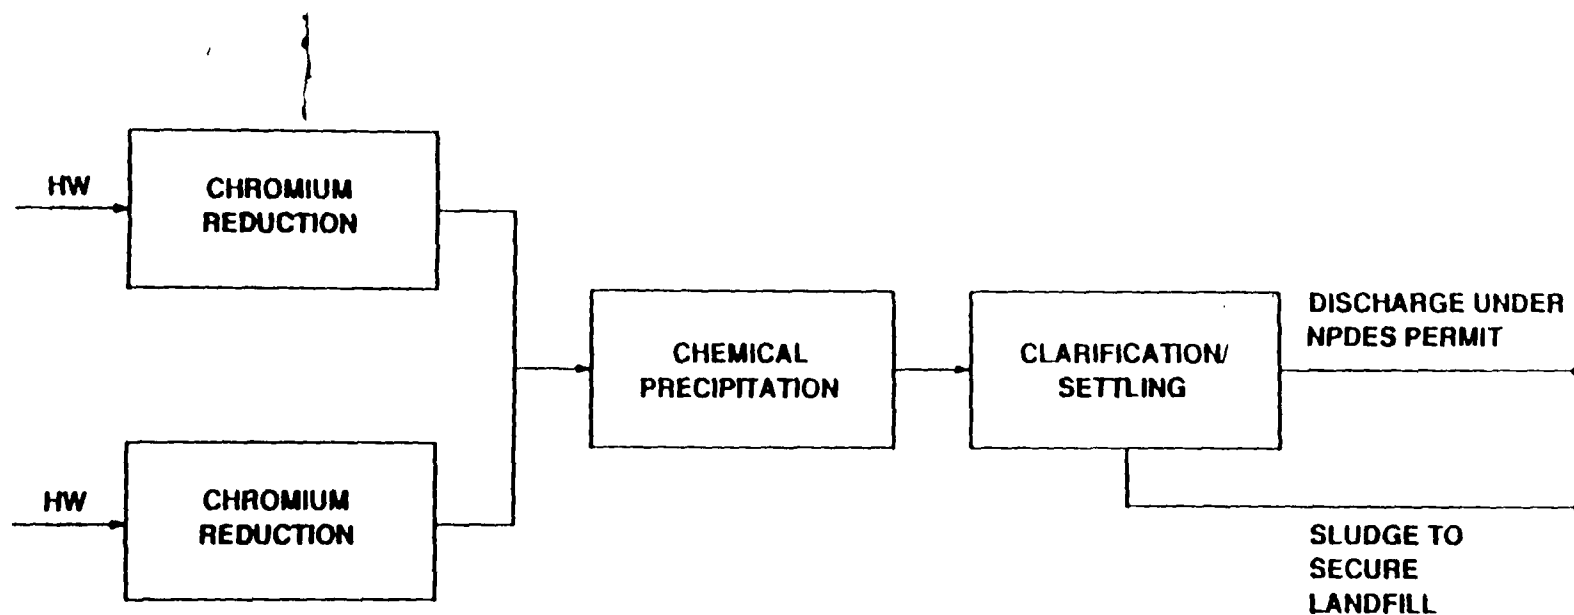 HW
CHROMIUM
REDUCTION
CHEMICAL
PRECIPITATION
CLARIFICATION/
SETTLING
DISCHARGE UNDER
NPDES PERMIT
HW
CHROMIUM
REDUCTION
SLUDGE TO
SECURE
LANDFILL